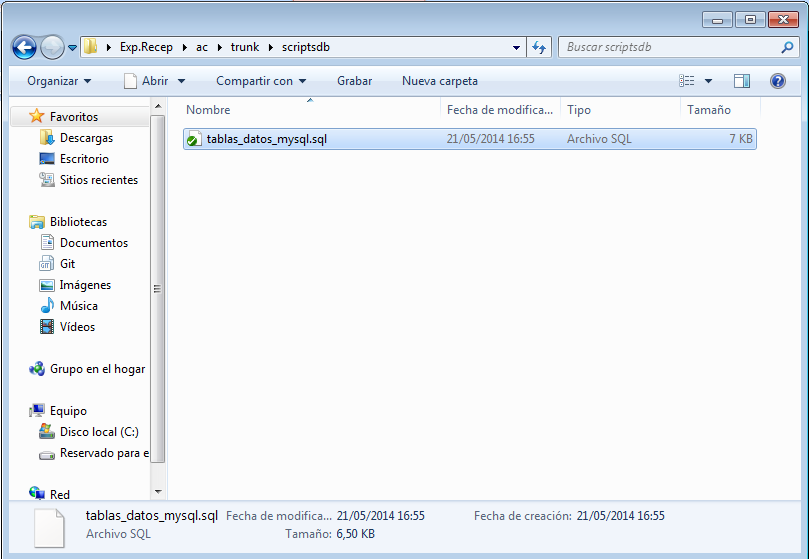 Exp.Recep ac trunk scriptsdb Buscar scriptsdb
Organizar Abrir Compartir con Grabar Nueva carpeta
Nombre Fecha de modifica... Tipo Tamaño
tablas_datos_mysql.sql 21/05/2014 16:55 Archivo SQL 7 KB
Favoritos
Descargas
Escritorio
Sitios recientes
Bibliotecas
Documentos
Git
Imágenes
Música
Vídeos
Grupo en el hogar
Equipo
Disco local (C:)
Reservado para e
Red
tablas_datos_mysql.sql Fecha de modifica... 21/05/2014 16:55 Fecha de creación: 21/05/2014 16:55
Archivo SQL Tamaño: 6,50 KB